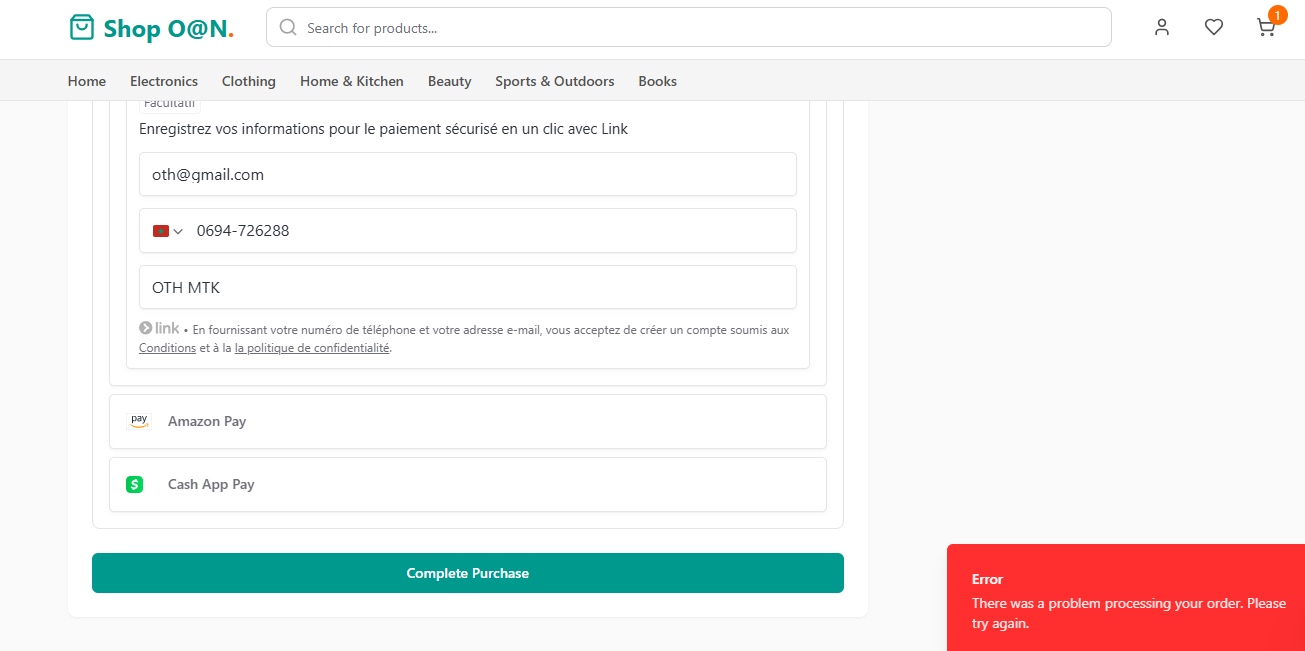 Shop O@N.
Search for products...
1
Home
Electronics
Clothing
Home & Kitchen
Beauty
Sports & Outdoors
Books
Facultatif
Enregistrez vos informations pour le paiement sécurisé en un clic avec Link
oth@gmail.com
0694-726288
OTH MTK
link • En fournissant votre numéro de téléphone et votre adresse e-mail, vous acceptez de créer un compte soumis aux
Conditions et à la la politique de confidentialité.
pay
Amazon Pay
$
Cash App Pay
Complete Purchase
Error
There was a problem processing your order. Please
try again.